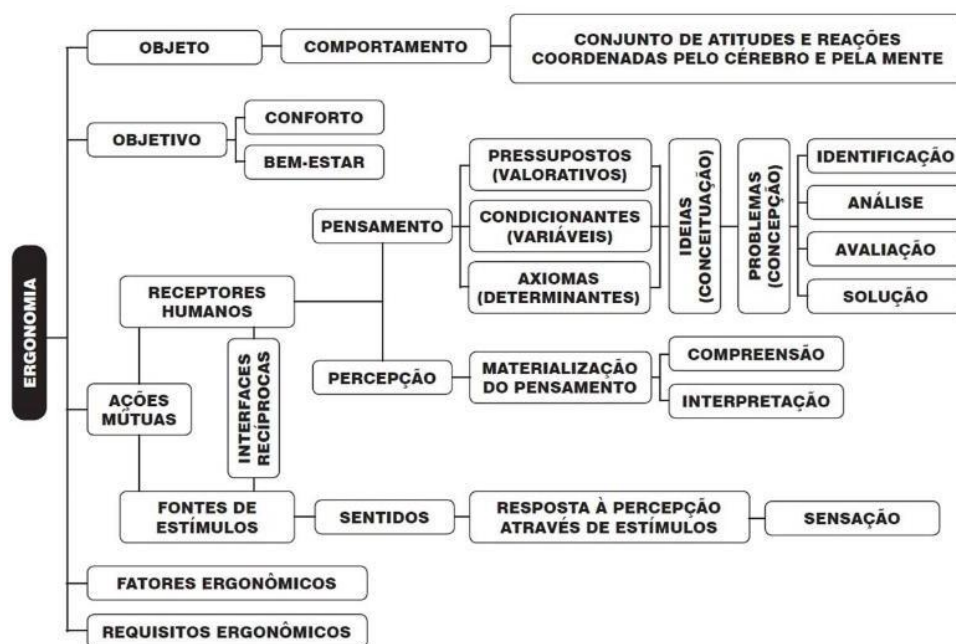 OBJETO
COMPORTAMENTO
CONJUNTO DE ATITUDES E REAÇÕES
COORDENADAS PELO CÉREBRO E PELA MENTE
OBJETIVO
CONFORTO
BEM-ESTAR
ERGONOMIA
AÇÕES
MÚTUAS
RECEPTORES
HUMANOS
INTERFACES
RECÍPROCAS
FONTES DE
ESTÍMULOS
PENSAMENTO
PRESSUPOSTOS
(VALORATIVOS)
CONDICIONANTES
(VARIÁVEIS)
AXIOMAS
(DETERMINANTES)
IDEIAS
(CONCEITUAÇÃO)
PROBLEMAS
(CONCEPÇÃO)
IDENTIFICAÇÃO
ANÁLISE
AVALIAÇÃO
SOLUÇÃO
PERCEPÇÃO
MATERIALIZAÇÃO
DO PENSAMENTO
COMPREENSÃO
INTERPRETAÇÃO
SENTIDOS
RESPOSTA À PERCEPÇÃO
ATRAVÉS DE ESTÍMULOS
SENSAÇÃO
FATORES ERGONÔMICOS
REQUISITOS ERGONÔMICOS